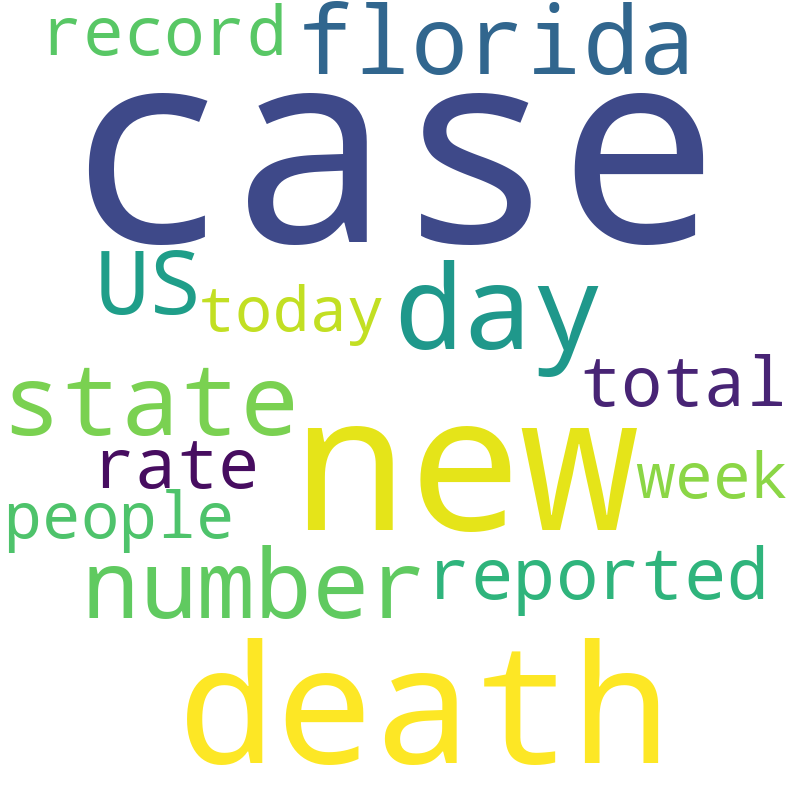 record florida
case
US today day
state total
rate new week
people
number reported
death